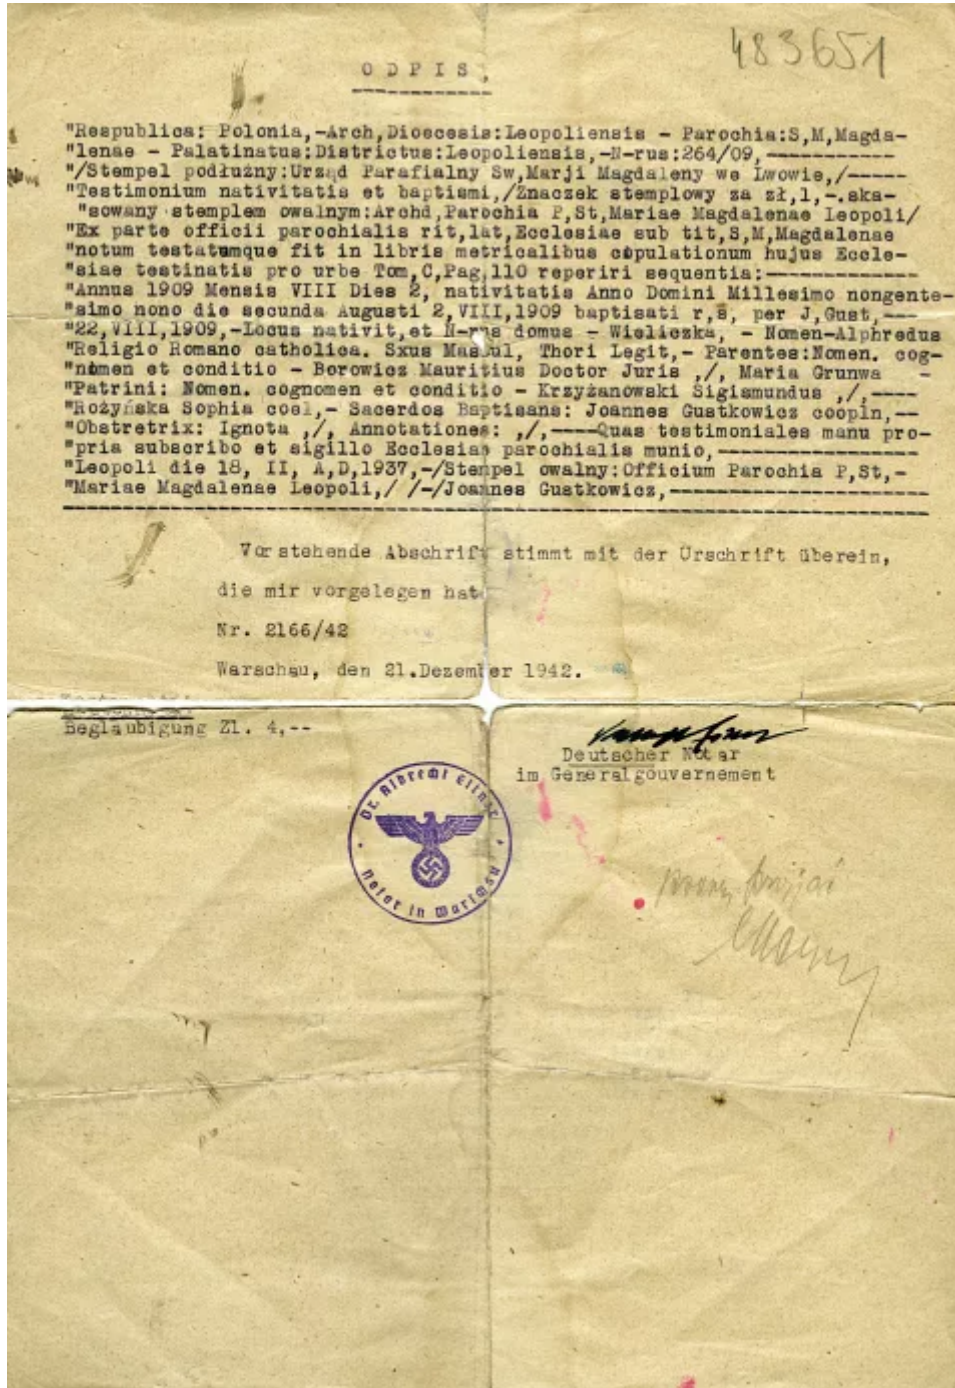 483651
ODPIS.
"Respublica: Polonia,-Arch,Dioecesis:Leopoliensis - Parochia:S,M,Magda-
"lenae - Palatinatus:Districtus:Leopoliensis,-N-rus:264/09,-----------
"/Stempel podłużny:Urząd Parafialny Sw,Marji Magdaleny we Lwowie,/-----
"Testimonium nativitatis et baptismi,/Znaczek stemplowy za zł,1,-.ska-
"sowany stemplem owalnym:Archd,Parochia P,St,Mariae Magdalenae Leopoli/
"Ex parte officii parochialis rit,lat,Ecclesiae sub tit,S,M,Magdalenae
"notum testatumque fit in libris metricalibus copulationum hujus Eccle-
"siae testinatis pro urbe Tom,C,Pag,110 reperiri sequentia:-------------
"Annus 1909 Mensis VIII Dies 2, nativitatis Anno Domini Millesimo nongente-
"simo nono die secunda Augusti 2,VIII,1909 baptisati r,s, per J,Gust,---
"22,VIII,1909,-Locus nativit,et N-rus domus - Wieliczka, - Nomen-Alphredus
"Religio Romano catholica. Sxus Maskul, Thori Legit,- Parentes:Nomen. cog-
"nomen et conditio - Borowicz Mauritius Doctor Juris ,/, Maria Grunwa -
"Patrini: Nomen. cognomen et conditio - Krzyżanowski Sigismundus ,/,----
"Rożyńska Sophia coel,- Sacerdos Baptisans: Joannes Gustkowicz coopln,--
"Obstretrix: Ignota ,/, Annotationes: ,/,----Quas testimoniales manu pro-
"pria subscribo et sigillo Ecclesiae parochialis munio,-----------------
"Leopoli die 18, II, A,D,1937,-/Stempel owalny:Officium Parochia P,St,-
"Mariae Magdalenae Leopoli,/ /-/Joannes Gustkowicz,----------------------
Vorstehende Abschrift stimmt mit der Urschrift überein,
die mir vorgelegen hat
Nr. 2166/42
Warschau, den 21.Dezember 1942.
Beglaubigung Zl. 4,--
Deutscher Notar
im Generalgouvernement
Dr. Albrecht Ellner
Notar in Warschau